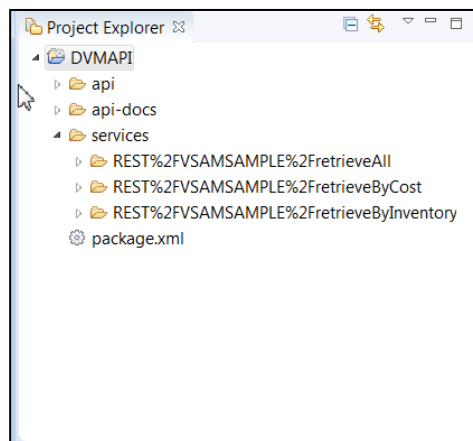 Project Explorer
DVMAPI
api
api-docs
services
REST%2FVSAMSAMPLE%2FretrieveAll
REST%2FVSAMSAMPLE%2FretrieveByCost
REST%2FVSAMSAMPLE%2FretrieveByInventory
package.xml